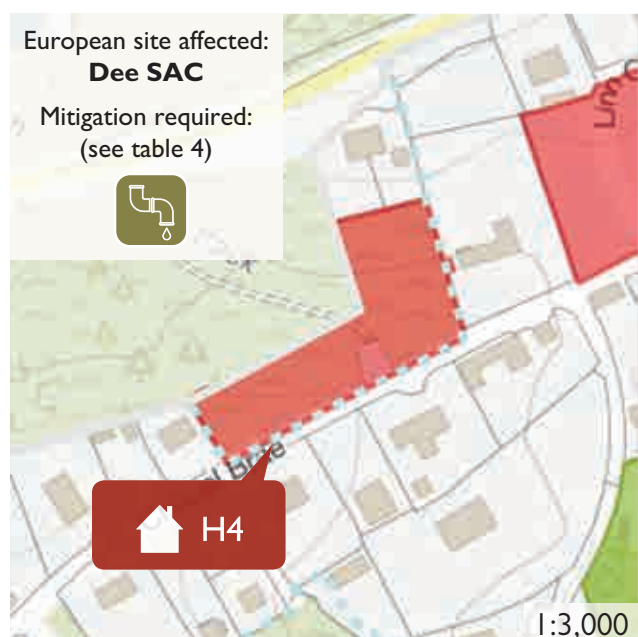 European site affected:
Dee SAC
Mitigation required:
(see table 4)
H4
1:3,000